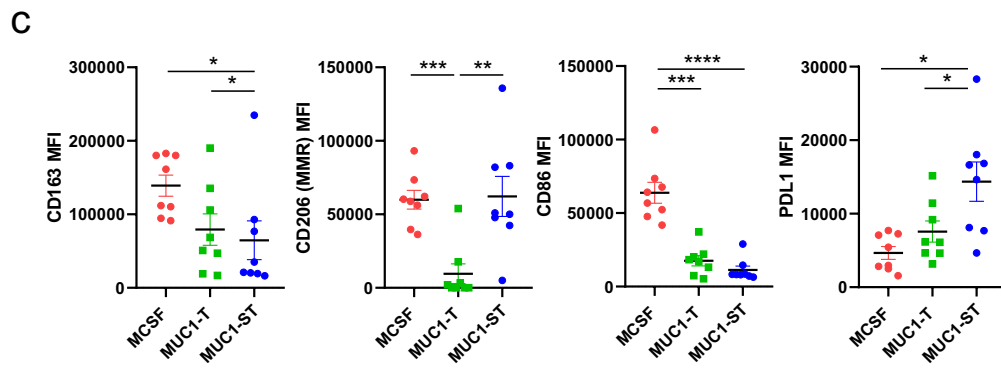 C
CD163 MFI
300000
200000
100000
0
*
*
MCSF
MUC1-T
MUC1-ST
CD206 (MMR) MFI
150000
100000
50000
0
***
**
MCSF
MUC1-T
MUC1-ST
CD86 MFI
150000
100000
50000
0
****
***
MCSF
MUC1-T
MUC1-ST
PDL1 MFI
30000
20000
10000
0
*
*
MCSF
MUC1-T
MUC1-ST